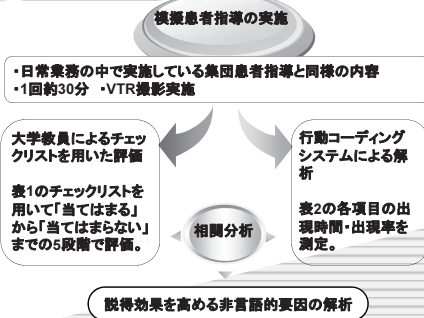 模擬患者指導の実施
・日常業務の中で実施している集団患者指導と同様の内容
・1回約30分　・VTR撮影実施
大学教員によるチェッ
クリストを用いた評価
表1のチェックリストを
用いて「当てはまる」
から「当てはまらない」
までの5段階で評価。
行動コーディング
システムによる解
析
表2の各項目の出
現時間・出現率を
測定。
相関分析
説得効果を高める非言語的要因の解析